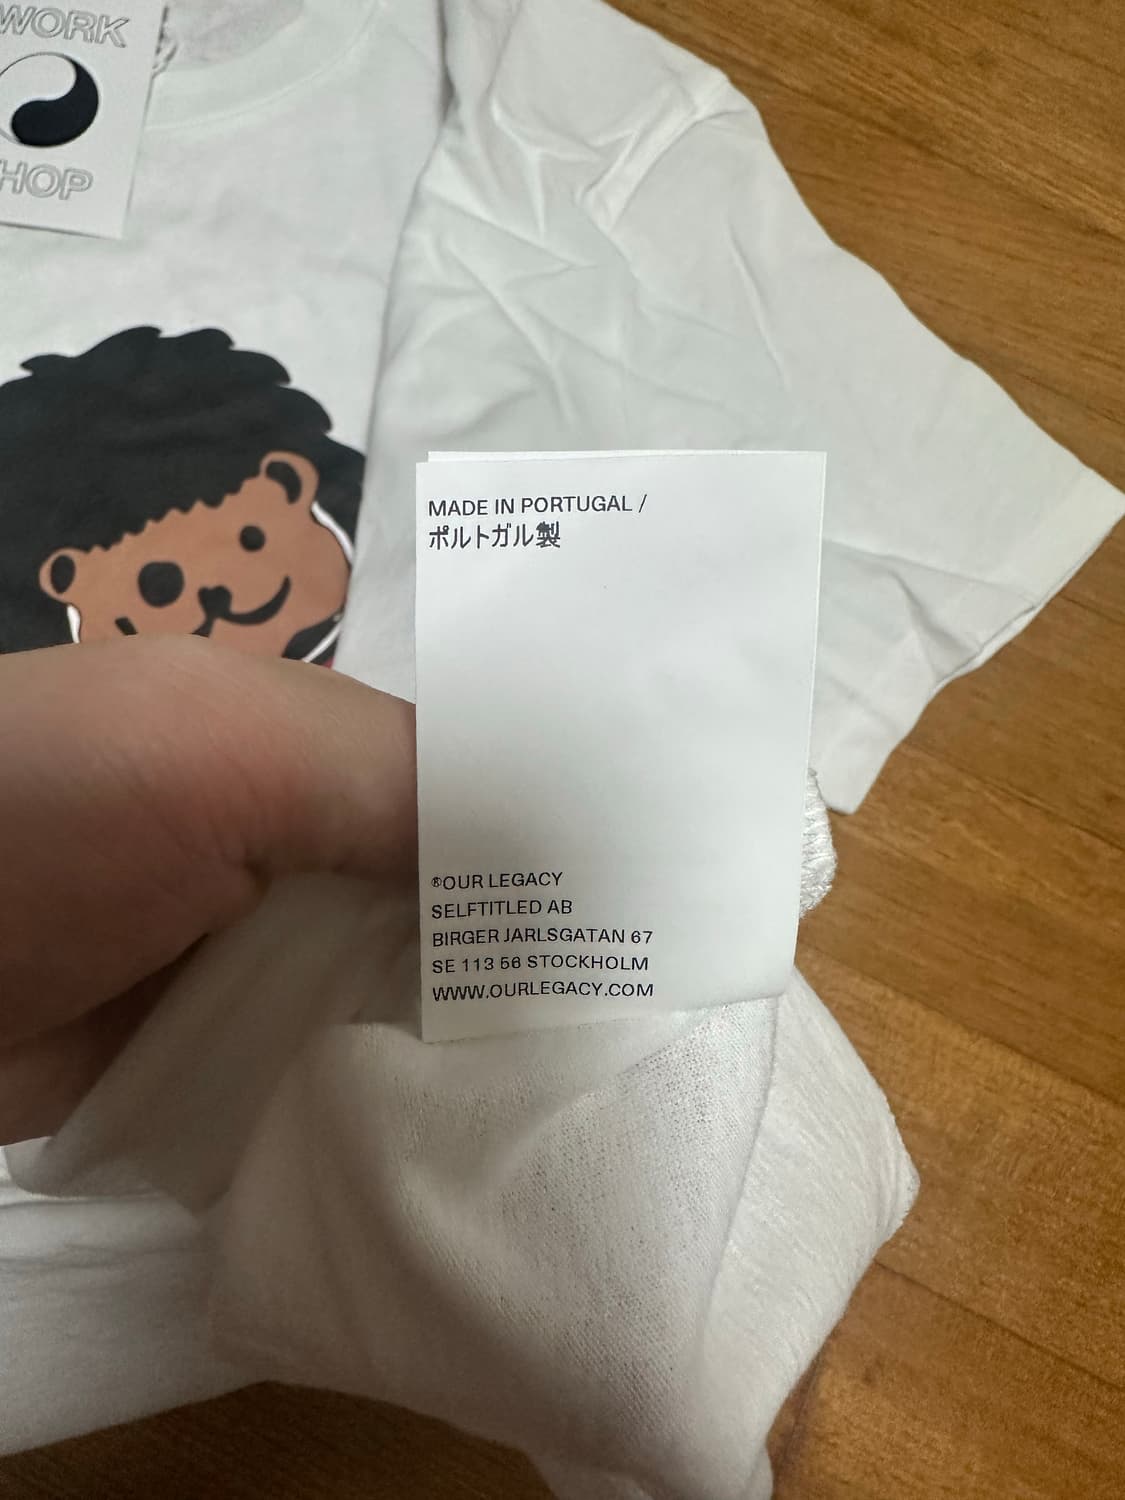 WORK
HOP
MADE IN PORTUGAL /
ポルトガル製
®OUR LEGACY
SELFTITLED AB
BIRGER JARLSGATAN 67
SE 113 56 STOCKHOLM
WWW.OURLEGACY.COM